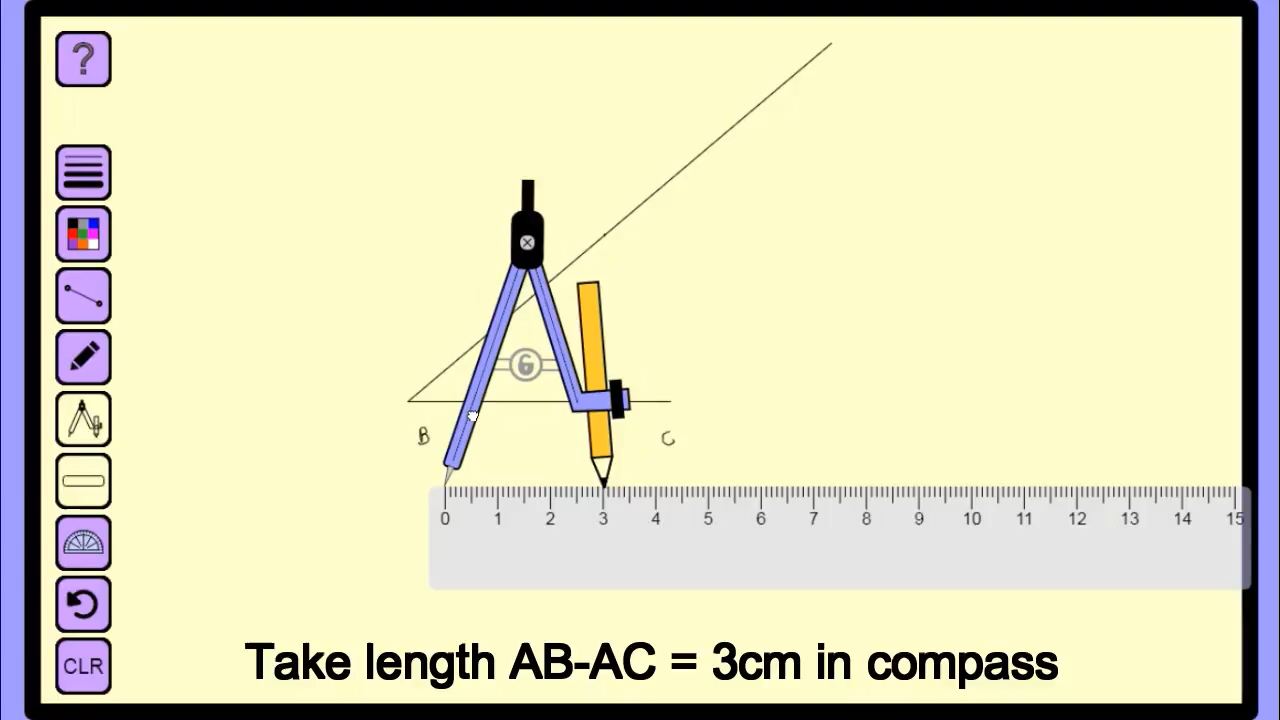 ?
B
C
0 1 2 3 4 5 6 7 8 9 10 11 12 13 14 15
CLR
Take length AB-AC = 3cm in compass